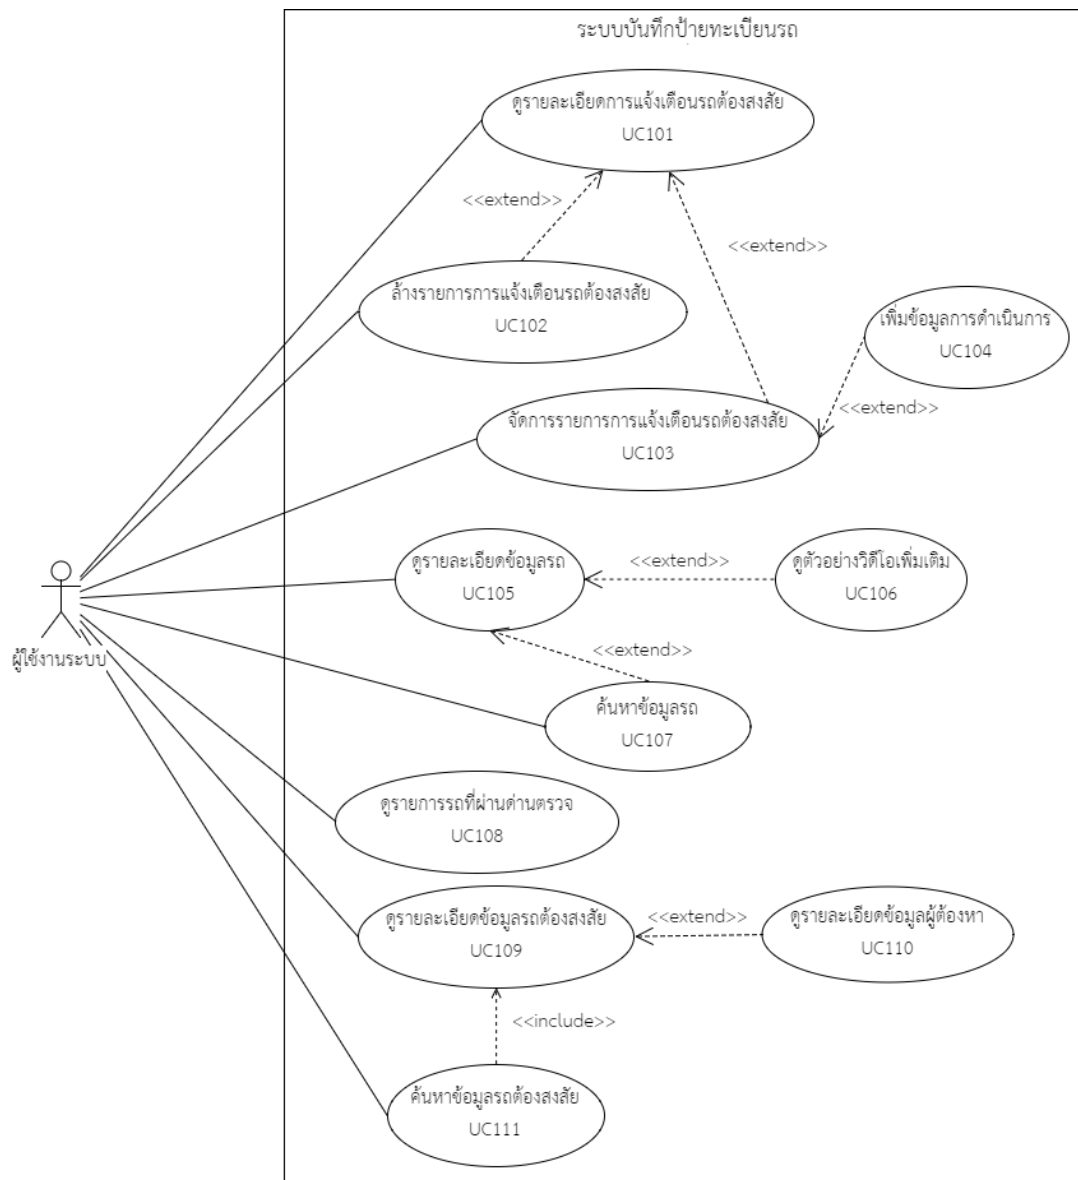 ระบบบันทึกป้ายทะเบียนรถ
ดูรายละเอียดการแจ้งเตือนรถต้องสงสัย
UC101
<<extend>>
<<extend>>
ล้างรายการการแจ้งเตือนรถต้องสงสัย
UC102
เพิ่มข้อมูลการดำเนินการ
UC104
<<extend>>
จัดการรายการการแจ้งเตือนรถต้องสงสัย
UC103
ดูรายละเอียดข้อมูลรถ
UC105
<<extend>>
ดูตัวอย่างวิดีโอเพิ่มเติม
UC106
ผู้ใช้งานระบบ
<<extend>>
ค้นหาข้อมูลรถ
UC107
ดูรายการรถที่ผ่านด่านตรวจ
UC108
ดูรายละเอียดข้อมูลรถต้องสงสัย
UC109
<<extend>>
ดูรายละเอียดข้อมูลผู้ต้องหา
UC110
<<include>>
ค้นหาข้อมูลรถต้องสงสัย
UC111